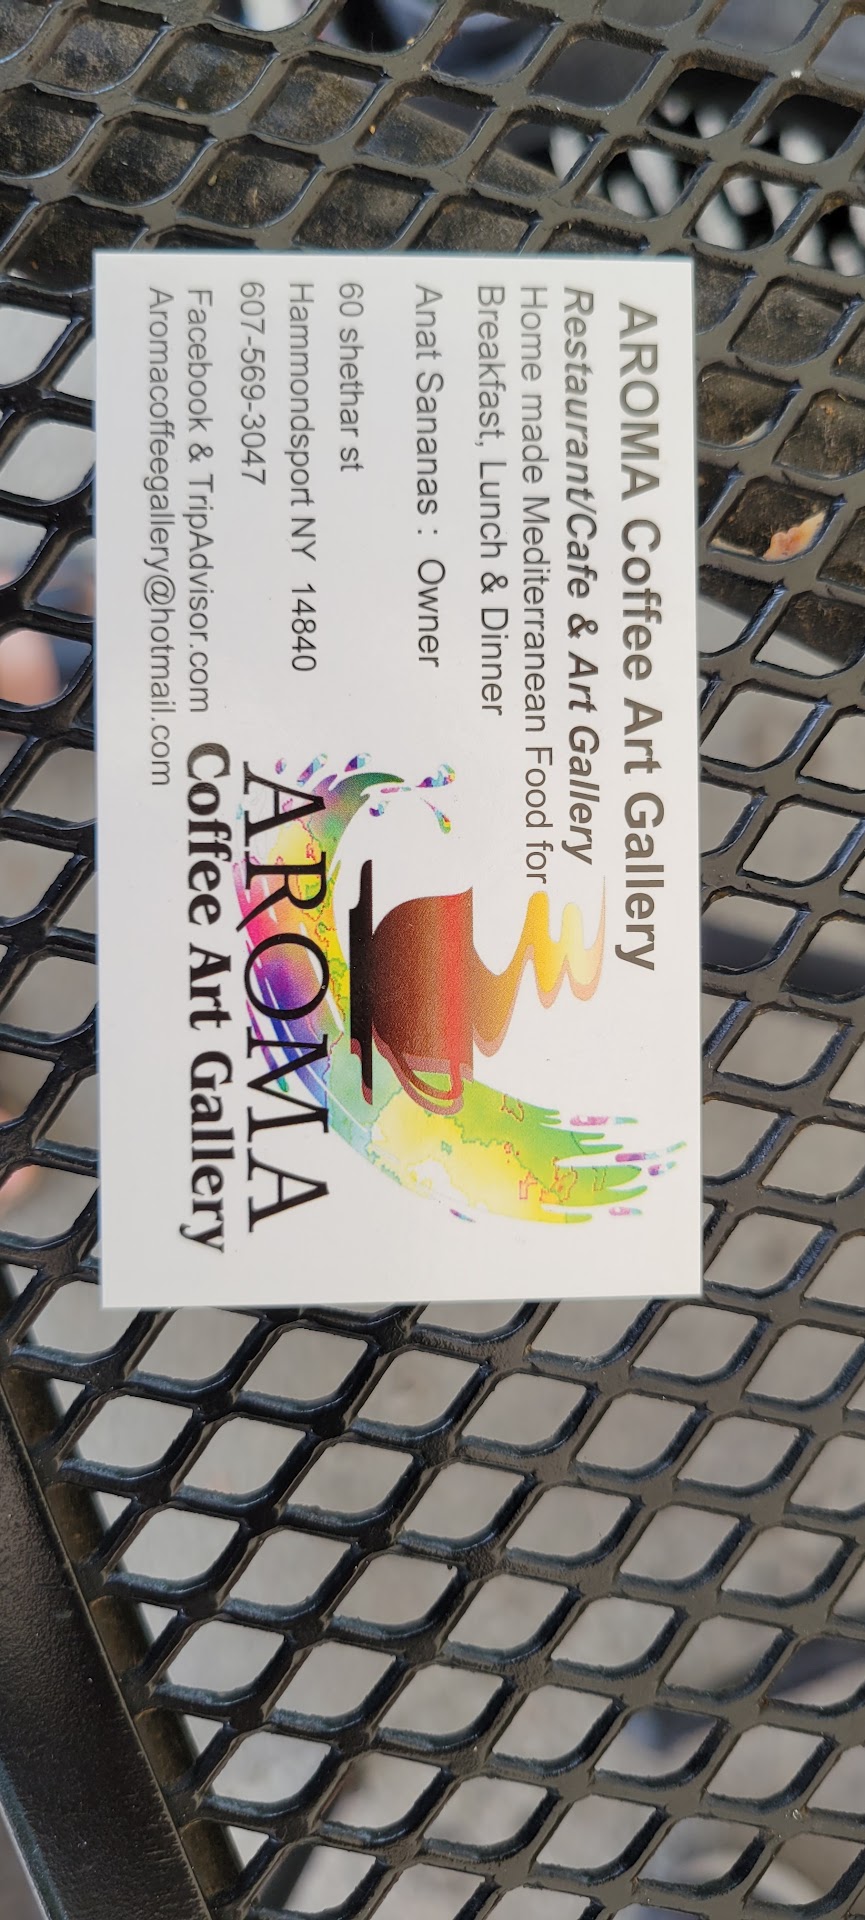 AROMA Coffee Art Gallery
Restaurant/Cafe & Art Gallery
Home made Mediterranean Food for
Breakfast, Lunch & Dinner
Anat Sananas : Owner
60 shethar st
Hammondsport NY 14840
607-569-3047
Facebook & TripAdvisor.com
Aromacoffeegallery@hotmail.com
AROMA
Coffee Art Gallery